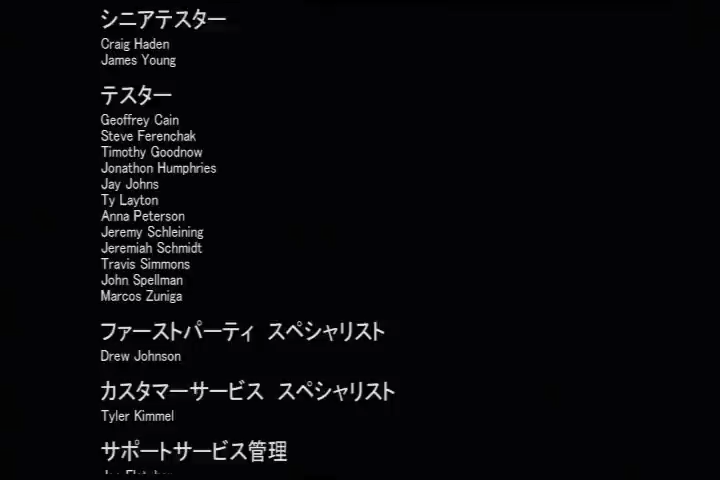 シニアテスター
Craig Haden
James Young
テスター
Geoffrey Cain
Steve Ferenchak
Timothy Goodnow
Jonathon Humphries
Jay Johns
Ty Layton
Anna Peterson
Jeremy Schleining
Jeremiah Schmidt
Travis Simmons
John Spellman
Marcos Zuniga
ファーストパーティ スペシャリスト
Drew Johnson
カスタマーサービス スペシャリスト
Tyler Kimmel
サポートサービス管理